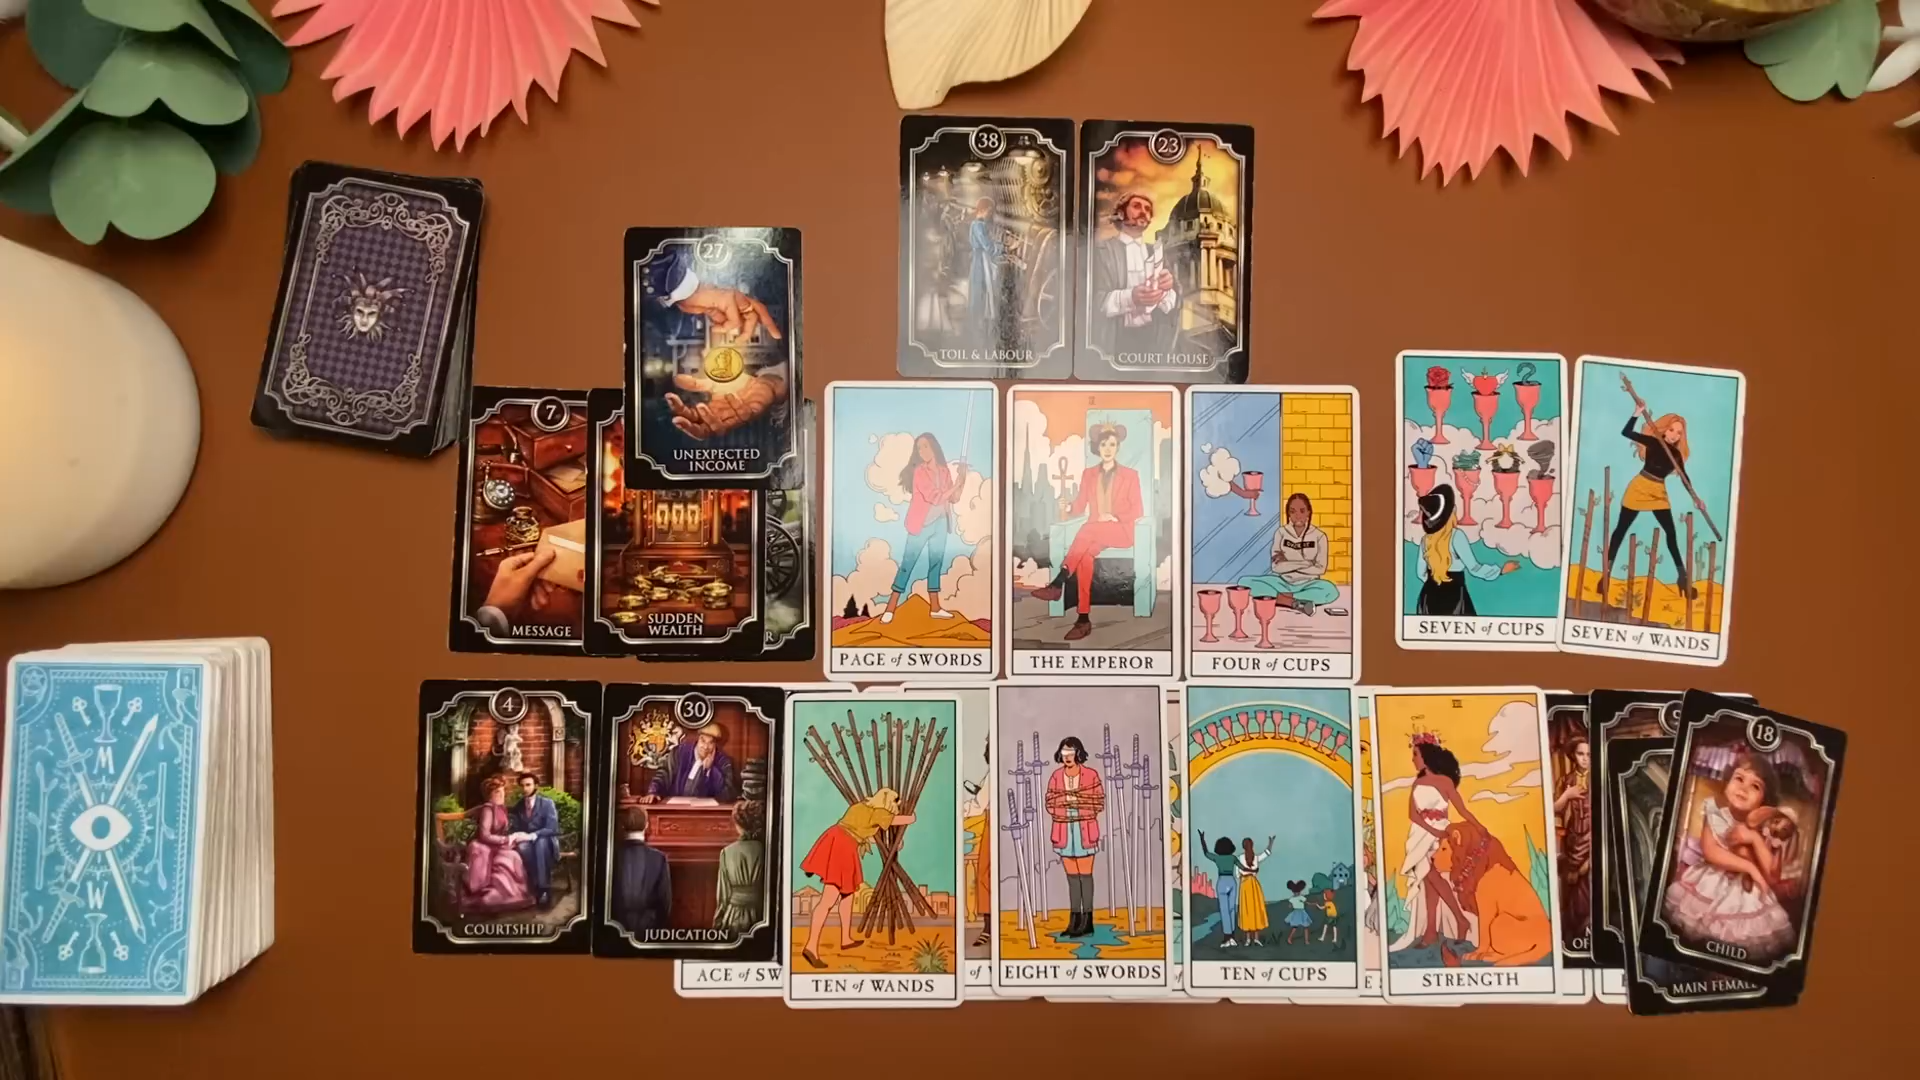 38
TOIL & LABOUR
23
COURT HOUSE
27
UNEXPECTED
INCOME
7
MESSAGE
SUDDEN
WEALTH
R
PAGE of SWORDS
THE EMPEROR
FOUR of CUPS
SEVEN of CUPS
SEVEN of WANDS
M
W
4
COURTSHIP
30
JUDICATION
ACE of SW
TEN of WANDS
EIGHT of SWORDS
TEN of CUPS
VIII
STRENGTH
OF
18
CHILD
MAIN FEMALE